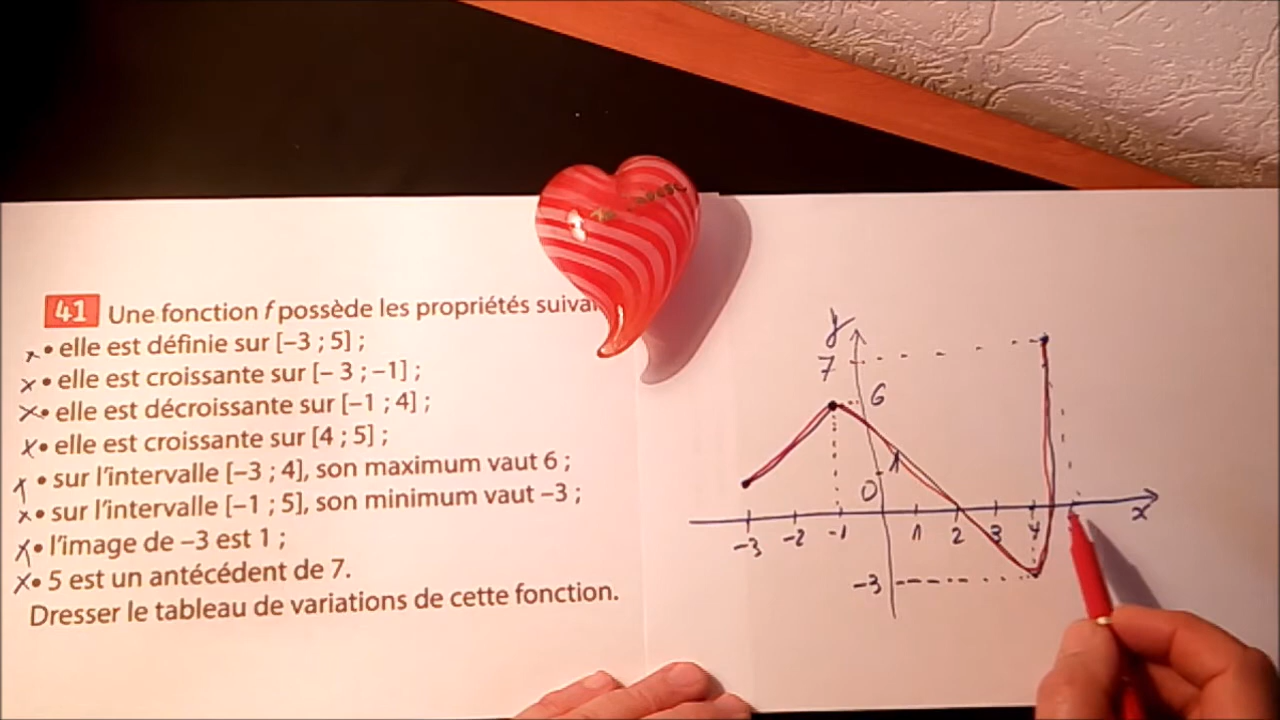 41 Une fonction f possède les propriétés
• elle est définie sur [–3 ; 5] ;
• elle est croissante sur [– 3 ; –1] ;
• elle est décroissante sur [–1 ; 4] ;
• elle est croissante sur [4 ; 5] ;
• sur l'intervalle [–3 ; 4], son maximum vaut 6 ;
• sur l'intervalle [–1 ; 5], son minimum vaut –3 ;
• l'image de –3 est 1 ;
• 5 est un antécédent de 7.
Dresser le tableau de variations de cette fonction.
y
7
6
1
0
x
-3 -2 -1 1 2 3 4
-3